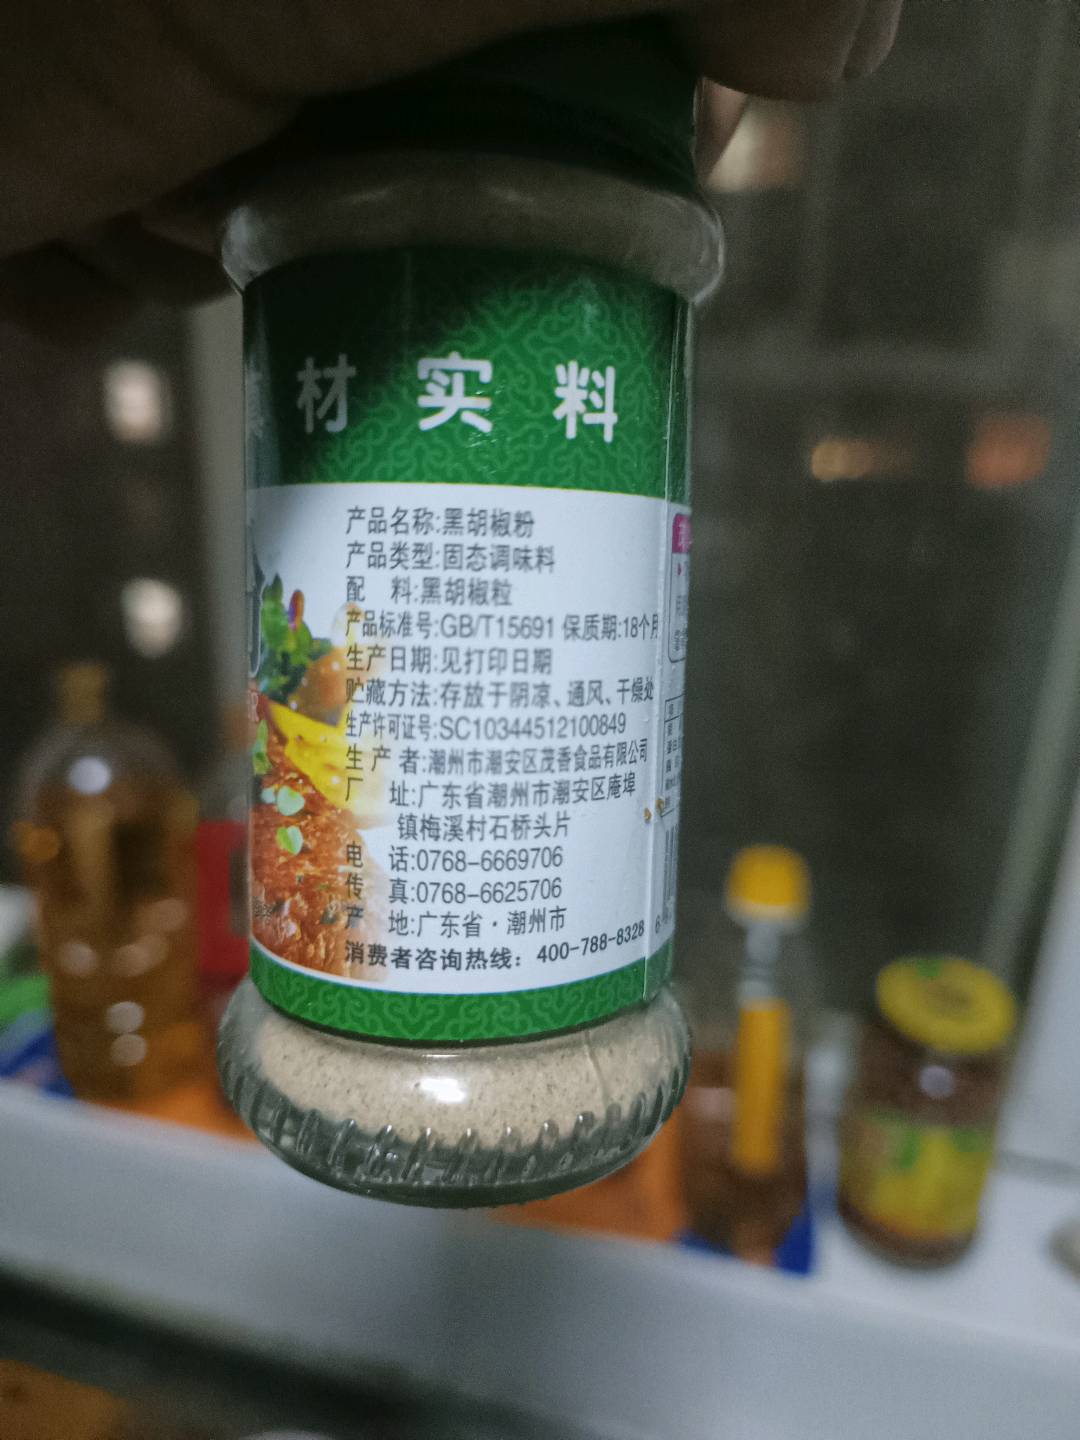 材实料
产品名称:黑胡椒粉
产品类型:固态调味料
配 料:黑胡椒粒
产品标准号:GB/T15691 保质期:18个月
生产日期:见打印日期
贮藏方法:存放于阴凉、通风、干燥处
生产许可证号:SC10344512100849
生产者:潮州市潮安区茂香食品有限公司
厂 址:广东省潮州市潮安区庵埠
镇梅溪村石桥头片
电 话:0768-6669706
传 真:0768-6625706
产 地:广东省·潮州市
消费者咨询热线：400-788-8328